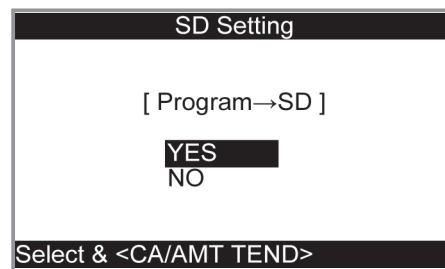 SD Setting
[ Program→SD ]
YES
NO
Select & <CA/AMT TEND>